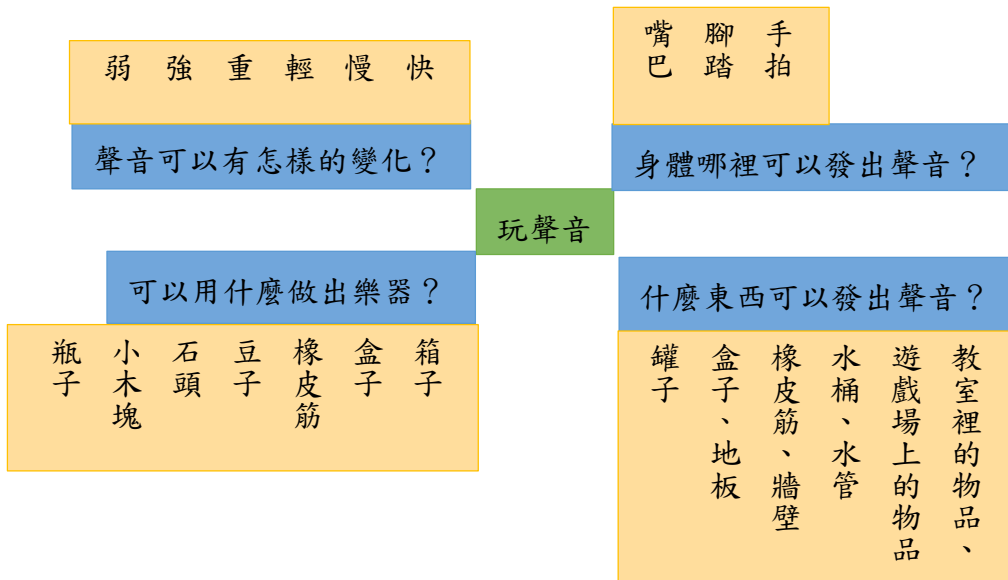 快
慢
輕
重
強
弱
聲音可以有怎樣的變化？
手拍
腳踏
嘴巴
身體哪裡可以發出聲音？
玩聲音
可以用什麼做出樂器？
箱子
盒子
橡皮筋
豆子
石頭
小木塊
瓶子
什麼東西可以發出聲音？
教室裡的物品、
遊戲場上的物品
水桶、水管
橡皮筋、牆壁
盒子、地板
罐子